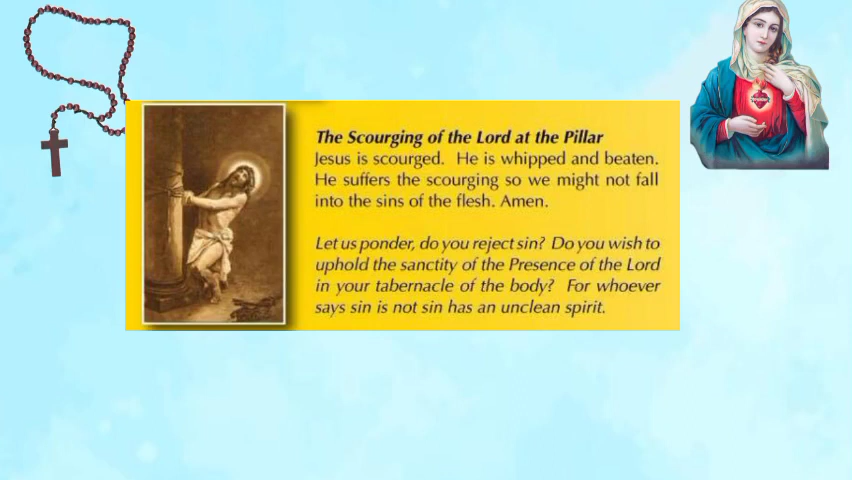 The Scourging of the Lord at the Pillar
Jesus is scourged. He is whipped and beaten.
He suffers the scourging so we might not fall
into the sins of the flesh. Amen.
Let us ponder, do you reject sin? Do you wish to
uphold the sanctity of the Presence of the Lord
in your tabernacle of the body? For whoever
says sin is not sin has an unclean spirit.